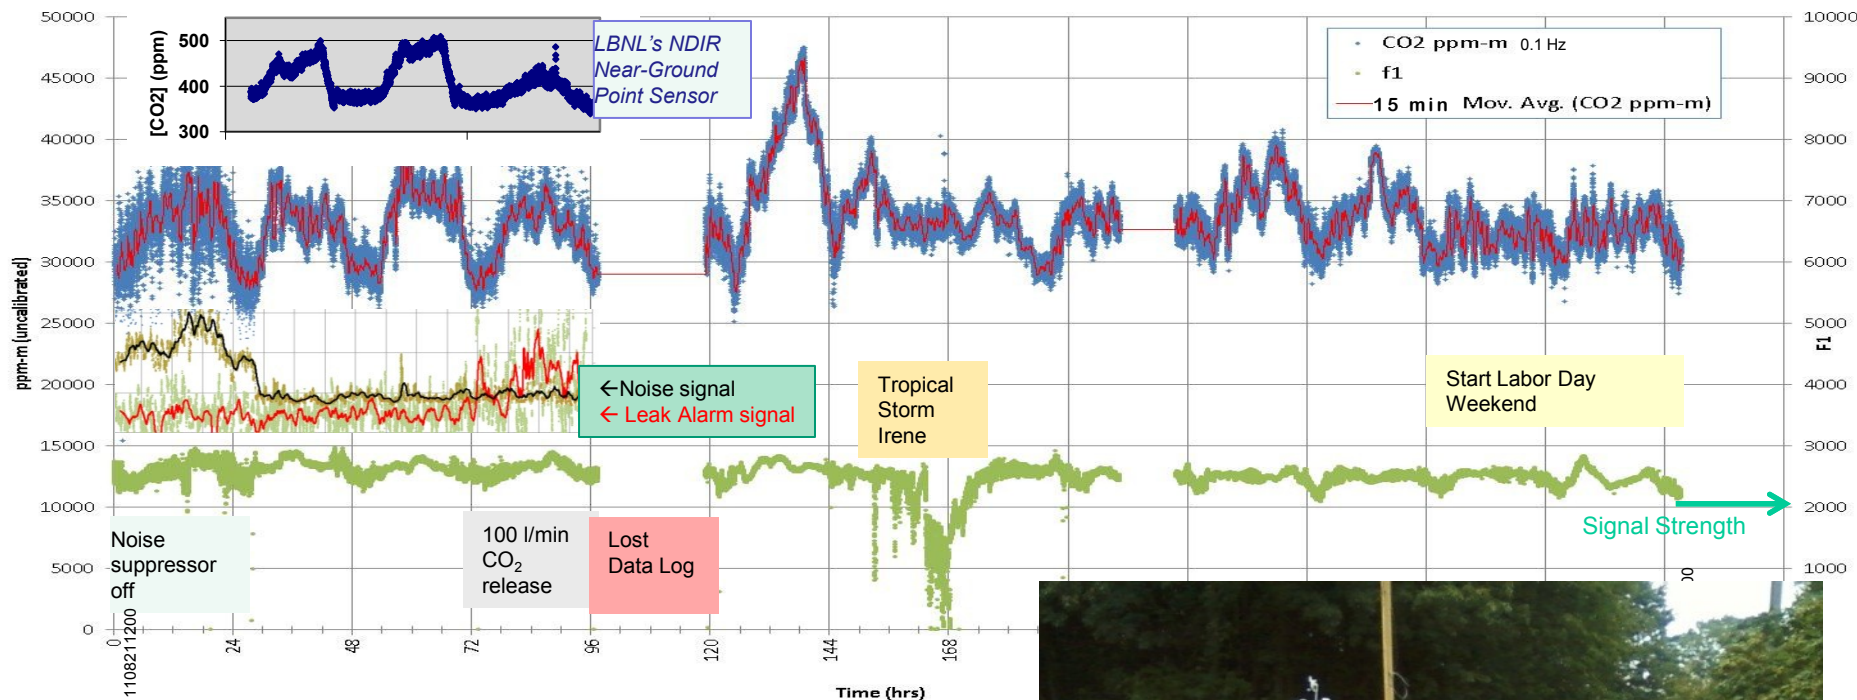 50000
45000
40000
35000
30000
25000
20000
15000
10000
5000
0
ppm-m (uncalibrated)
500
400
300
[CO2] (ppm)
LBNL's NDIR
Near-Ground
Point Sensor
CO2 ppm-m 0.1 Hz
f1
15 min Mov. Avg. (CO2 ppm-m)
10000
9000
8000
7000
6000
5000
4000
3000
2000
1000
F1
←Noise signal
← Leak Alarm signal
Tropical
Storm
Irene
Start Labor Day
Weekend
Noise
suppressor
off
100 l/min
CO₂
release
Lost
Data Log
Signal Strength
0
24
48
72
96
120
144
168
1108211200
Time (hrs)